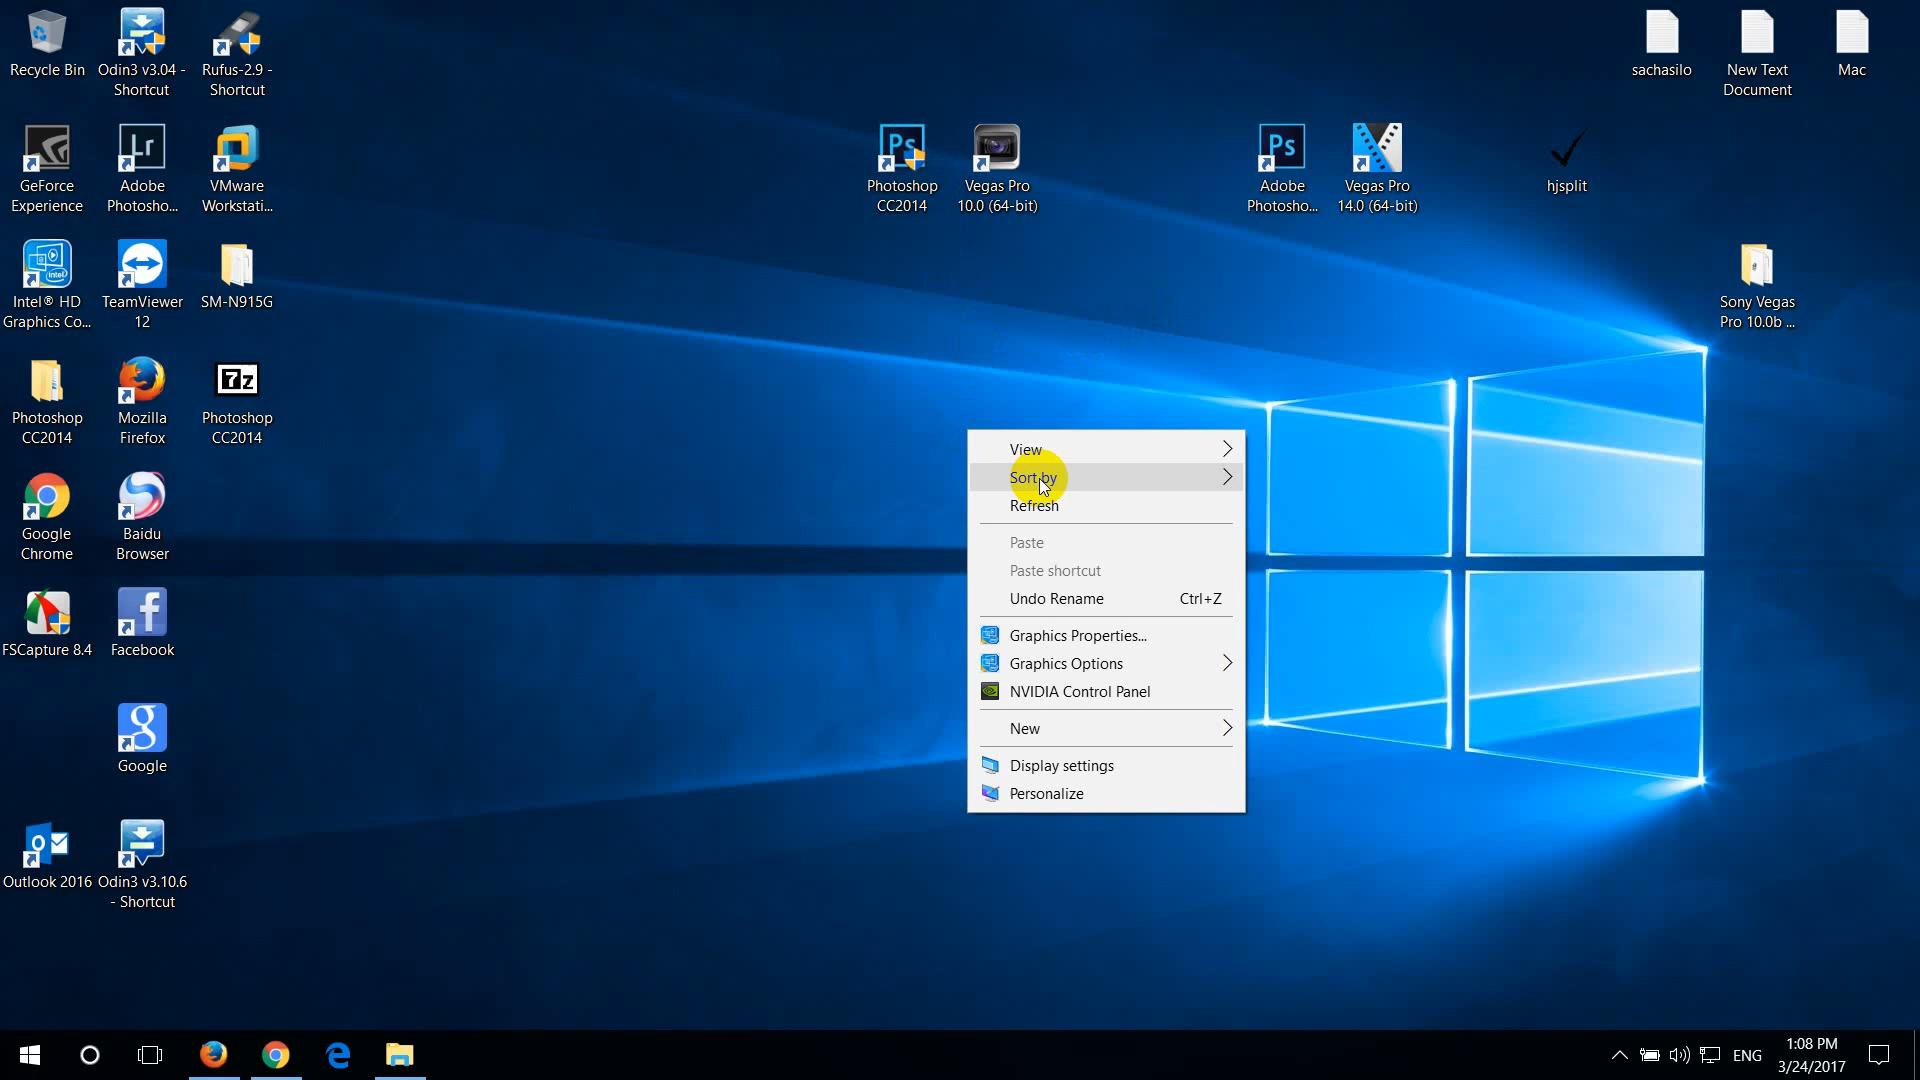 Recycle Bin
Odin3 v3.04 -
Shortcut
Rufus-2.9 -
Shortcut
sachasilo
New Text
Document
Mac
GeForce
Experience
Lr
Adobe
Photosho...
VMware
Workstati...
Ps
Photoshop
CC2014
Vegas Pro
10.0 (64-bit)
Ps
Adobe
Photosho...
Vegas Pro
14.0 (64-bit)
hjsplit
intel
Intel® HD
Graphics Co...
TeamViewer
12
SM-N915G
Sony Vegas
Pro 10.0b ...
Photoshop
CC2014
Mozilla
Firefox
7z
Photoshop
CC2014
Google
Chrome
Baidu
Browser
FSCapture 8.4
f
Facebook
g
Google
Outlook 2016
Odin3 v3.10.6
- Shortcut
View
Sort by
Refresh
Paste
Paste shortcut
Undo Rename Ctrl+Z
Graphics Properties...
Graphics Options
NVIDIA Control Panel
New
Display settings
Personalize
ENG
1:08 PM
3/24/2017